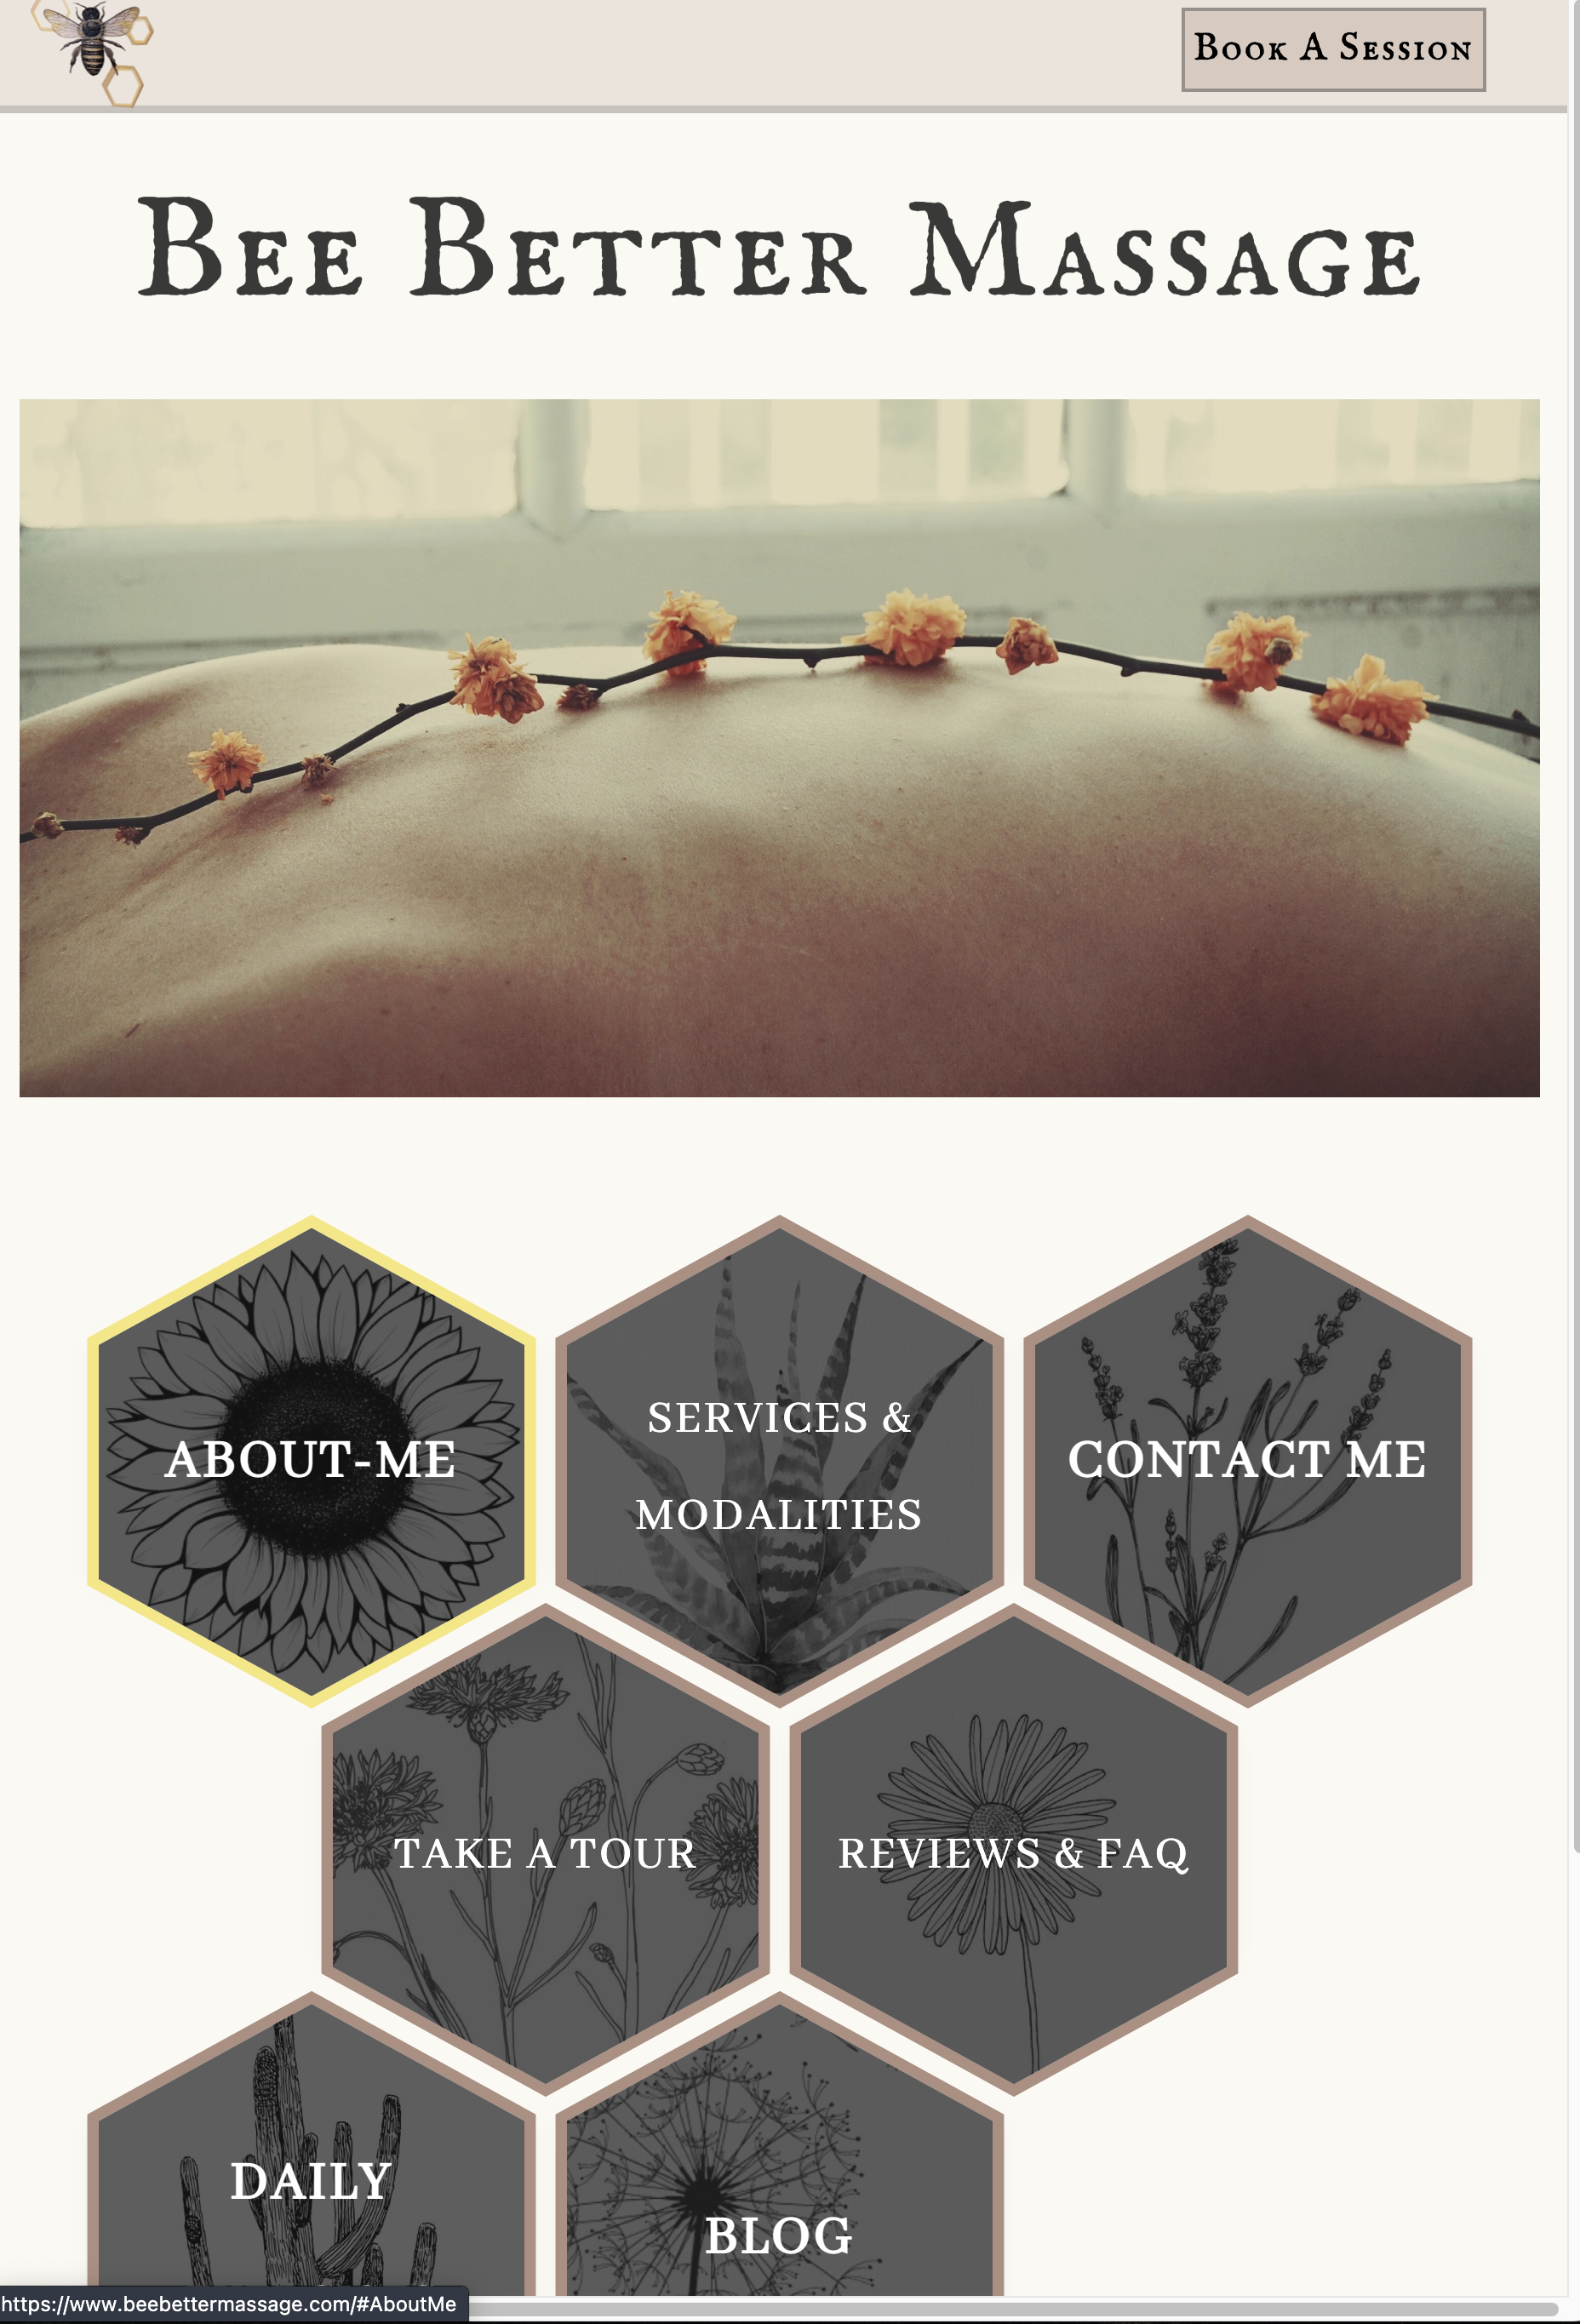 Book A Session
Bee Better Massage
ABOUT-ME
SERVICES &
MODALITIES
CONTACT ME
TAKE A TOUR
REVIEWS & FAQ
DAILY
BLOG
https://www.beebettermassage.com/#AboutMe